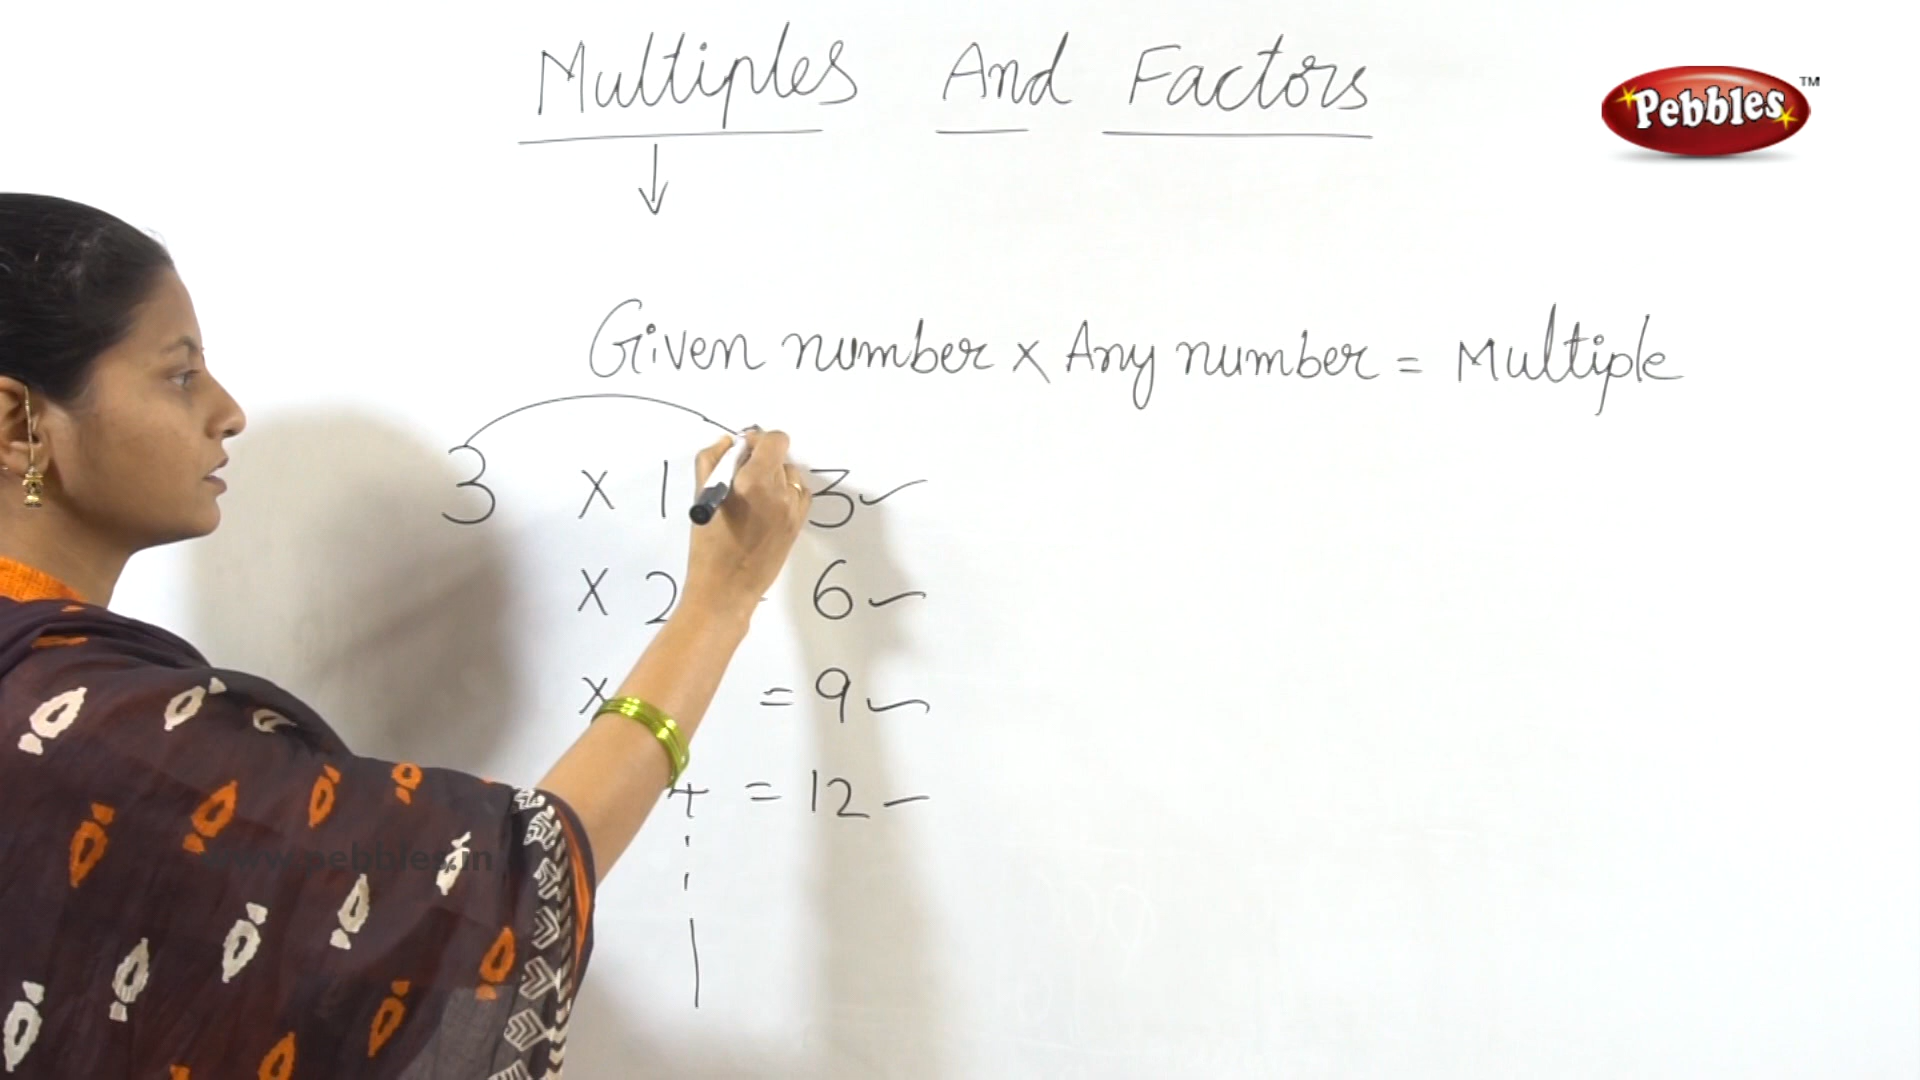 Multiples And Factors
Pebbles™
Given number x Any number = Multiple
3 x 1 3
x 2 6
x = 9
4 = 12
www.pebbles.in